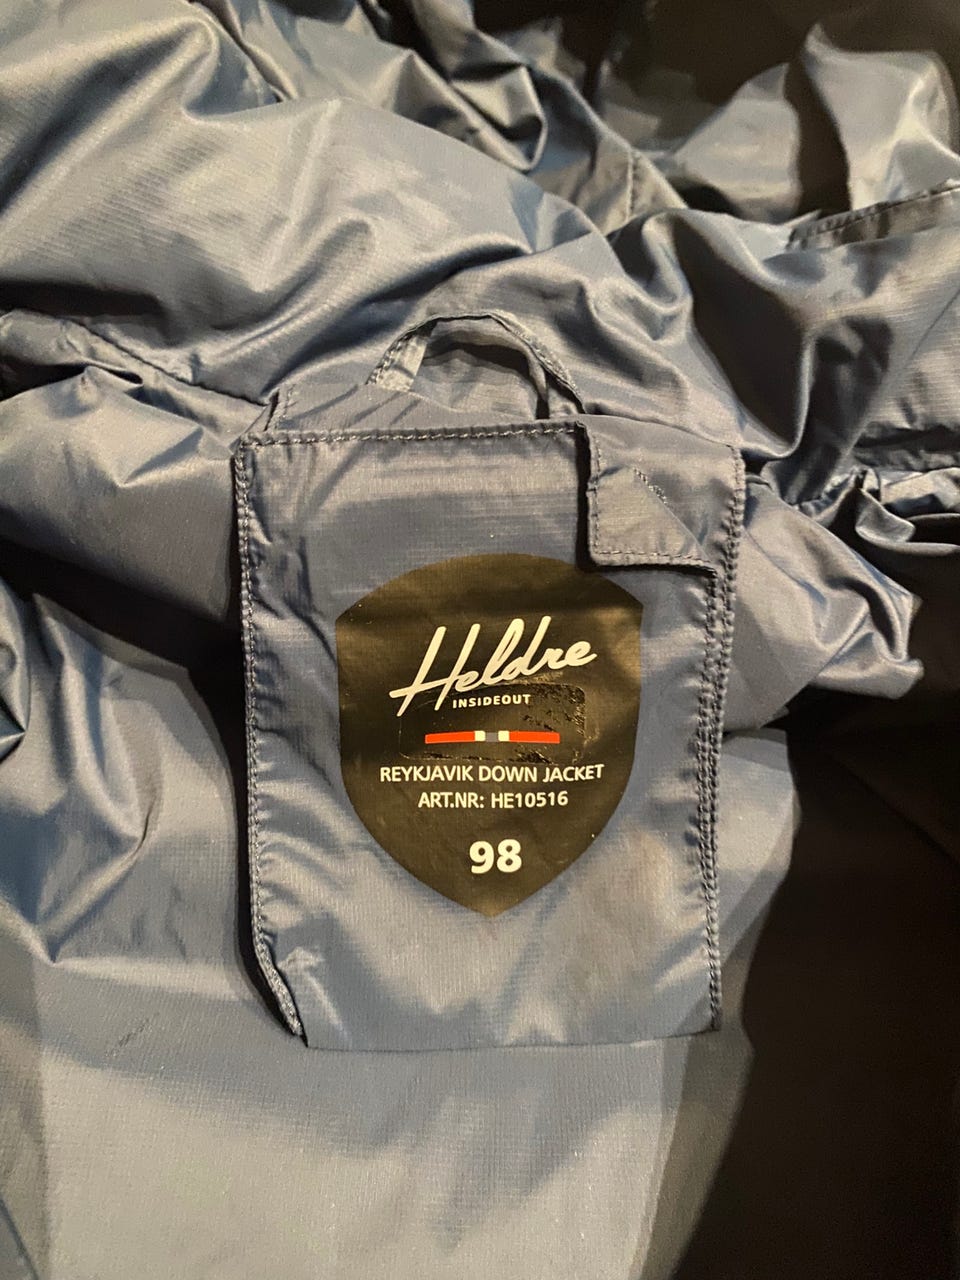 Heldre
INSIDEOUT
REYKJAVIK DOWN JACKET
ART.NR: HE10516
98